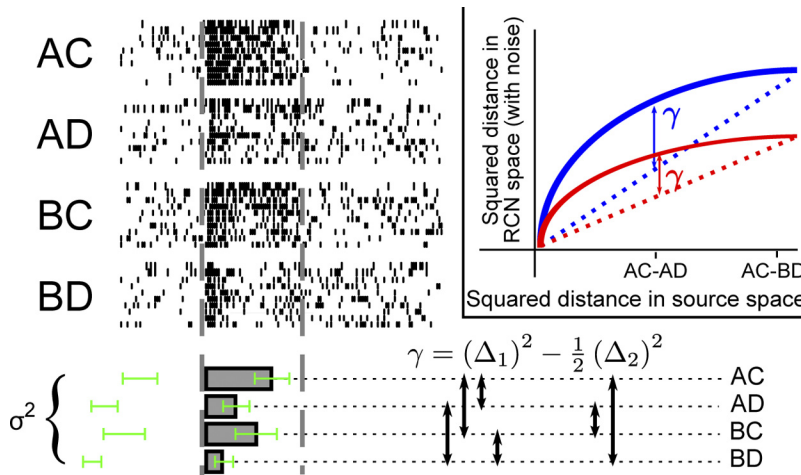 AC
AD
BC
BD
Squared distance in
RCN space (with noise)
γ
γ
AC-AD
AC-BD
Squared distance in source space
γ = (Δ₁)² − ½ (Δ₂)²
σ²
AC
AD
BC
BD